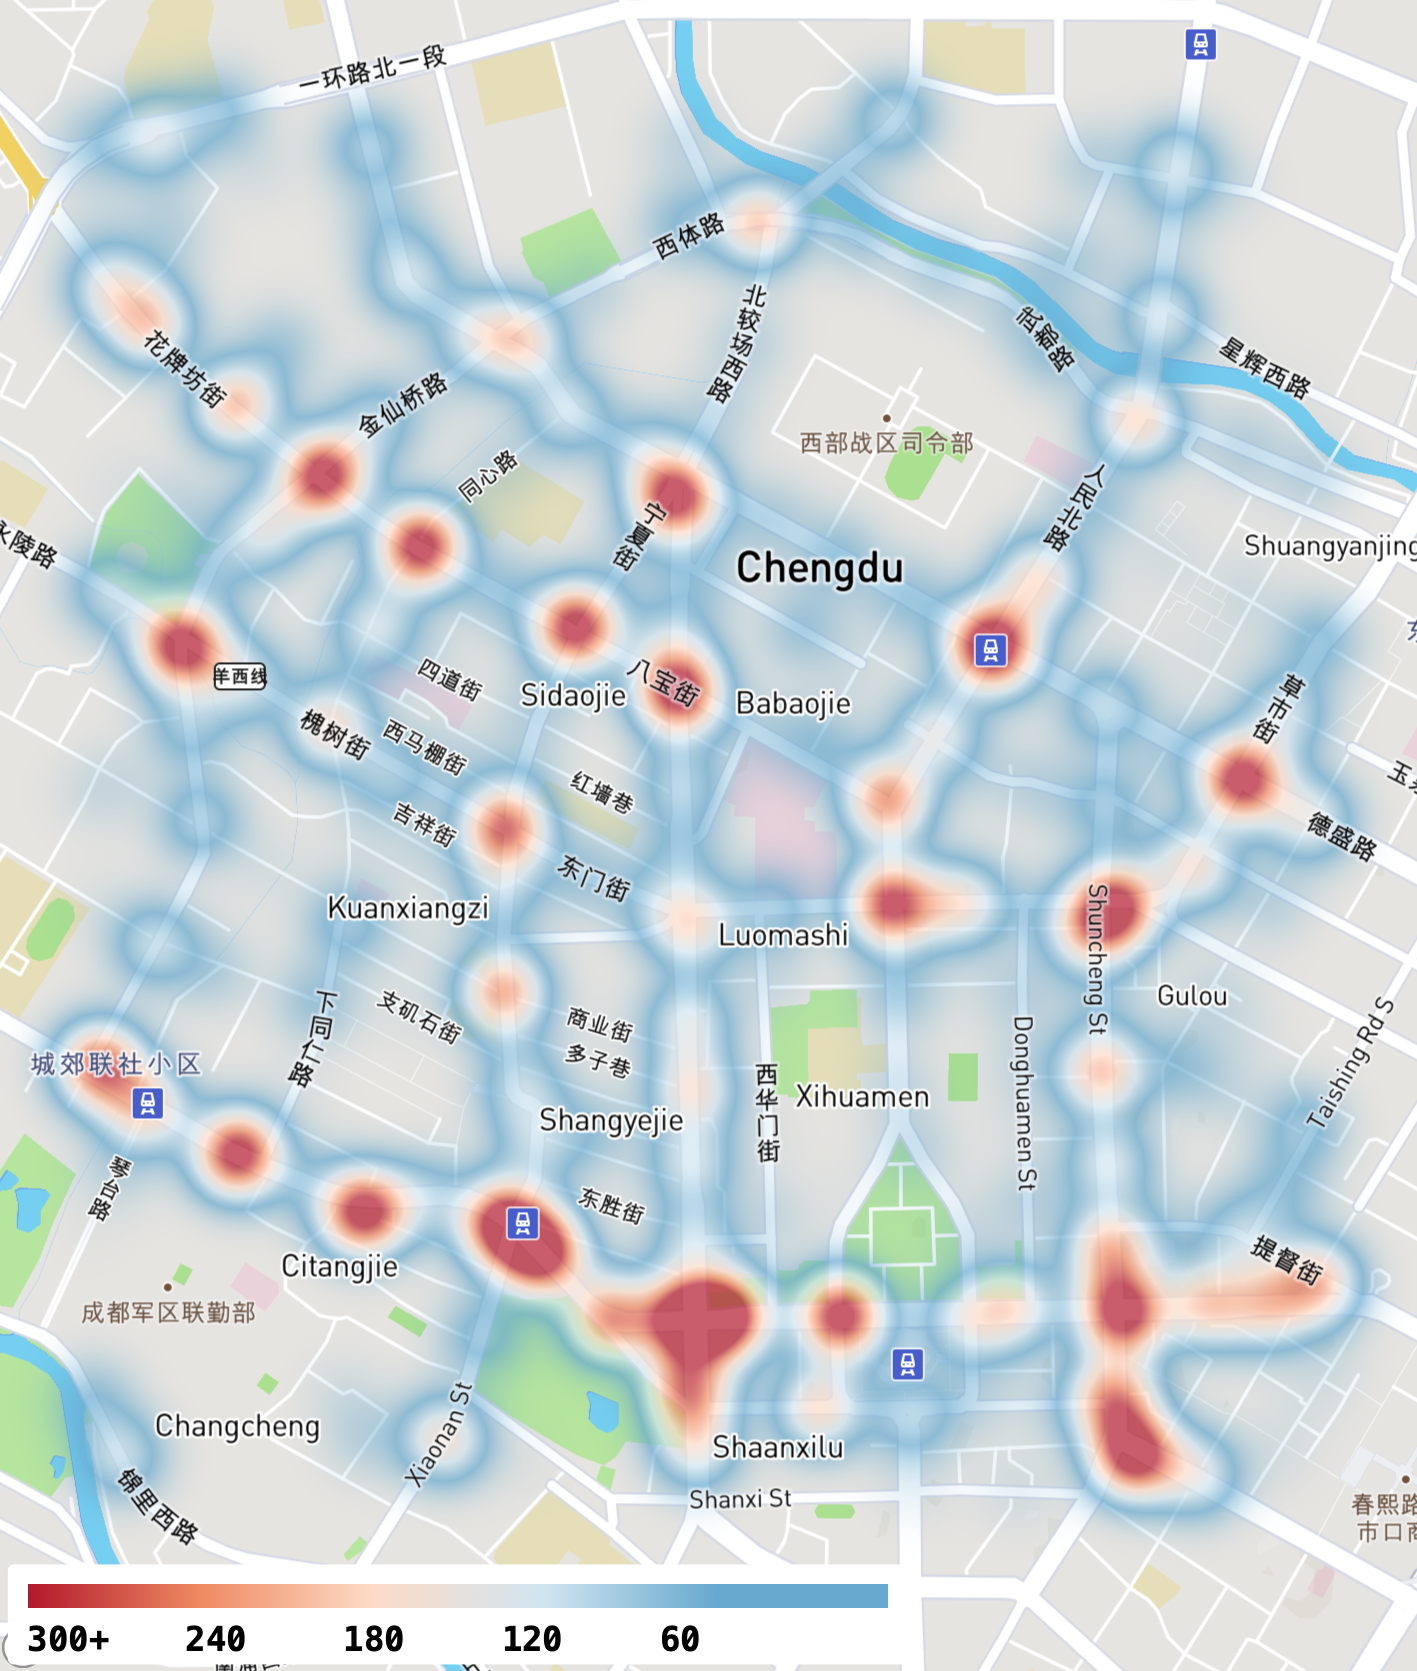 一环路北一段
西体路
北较场西路
武都路
星辉西路
花牌坊街
金仙桥路
西部战区司令部
同心路
人民北路
宁夏街
永陵路
Chengdu
Shuangyanjing
羊西线
四道街
Sidaojie
八宝街
Babaojie
草市街
槐树街
西马棚街
红墙巷
吉祥街
德盛路
东门街
Kuanxiangzi
Luomashi
Shuncheng St
Gulou
下同仁路
支矶石街
商业街
多子巷
城郊联社小区
西华门街
Xihuamen
Donghuamen St
Taishing Rd S
Shangyejie
琴台路
东胜街
Citangjie
提督街
成都军区联勤部
Changcheng
Xiaonan St
Shaanxilu
Shanxi St
锦里西路
春熙路
市口商
300+ 240 180 120 60